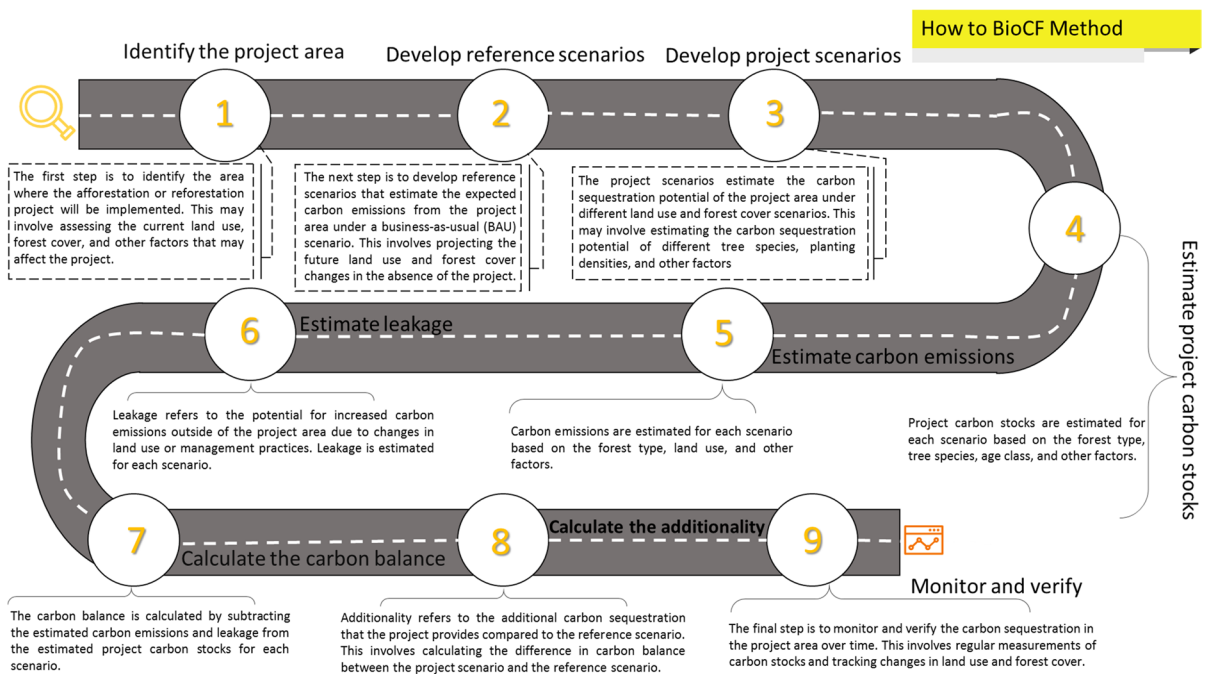 How to BioCF Method
Identify the project area
Develop reference scenarios
Develop project scenarios
1
2
3
The first step is to identify the area
where the afforestation or reforestation
project will be implemented. This may
involve assessing the current land use,
forest cover, and other factors that may
affect the project.
The next step is to develop reference
scenarios that estimate the expected
carbon emissions from the project
area under a business-as-usual (BAU)
scenario. This involves projecting the
future land use and forest cover
changes in the absence of the project.
The project scenarios estimate the carbon
sequestration potential of the project area under
different land use and forest cover scenarios. This
may involve estimating the carbon sequestration
potential of different tree species, planting
densities, and other factors
4
Estimate project carbon stocks
Project carbon stocks are estimated for
each scenario based on the forest type,
tree species, age class, and other factors.
5
Estimate carbon emissions
Carbon emissions are estimated for each scenario
based on the forest type, land use, and other
factors.
6
Estimate leakage
Leakage refers to the potential for increased carbon
emissions outside of the project area due to changes in
land use or management practices. Leakage is estimated
for each scenario.
7
Calculate the carbon balance
The carbon balance is calculated by subtracting
the estimated carbon emissions and leakage from
the estimated project carbon stocks for each
scenario.
8
Calculate the additionality
Additionality refers to the additional carbon sequestration
that the project provides compared to the reference scenario.
This involves calculating the difference in carbon balance
between the project scenario and the reference scenario.
9
Monitor and verify
The final step is to monitor and verify the carbon sequestration in
the project area over time. This involves regular measurements of
carbon stocks and tracking changes in land use and forest cover.